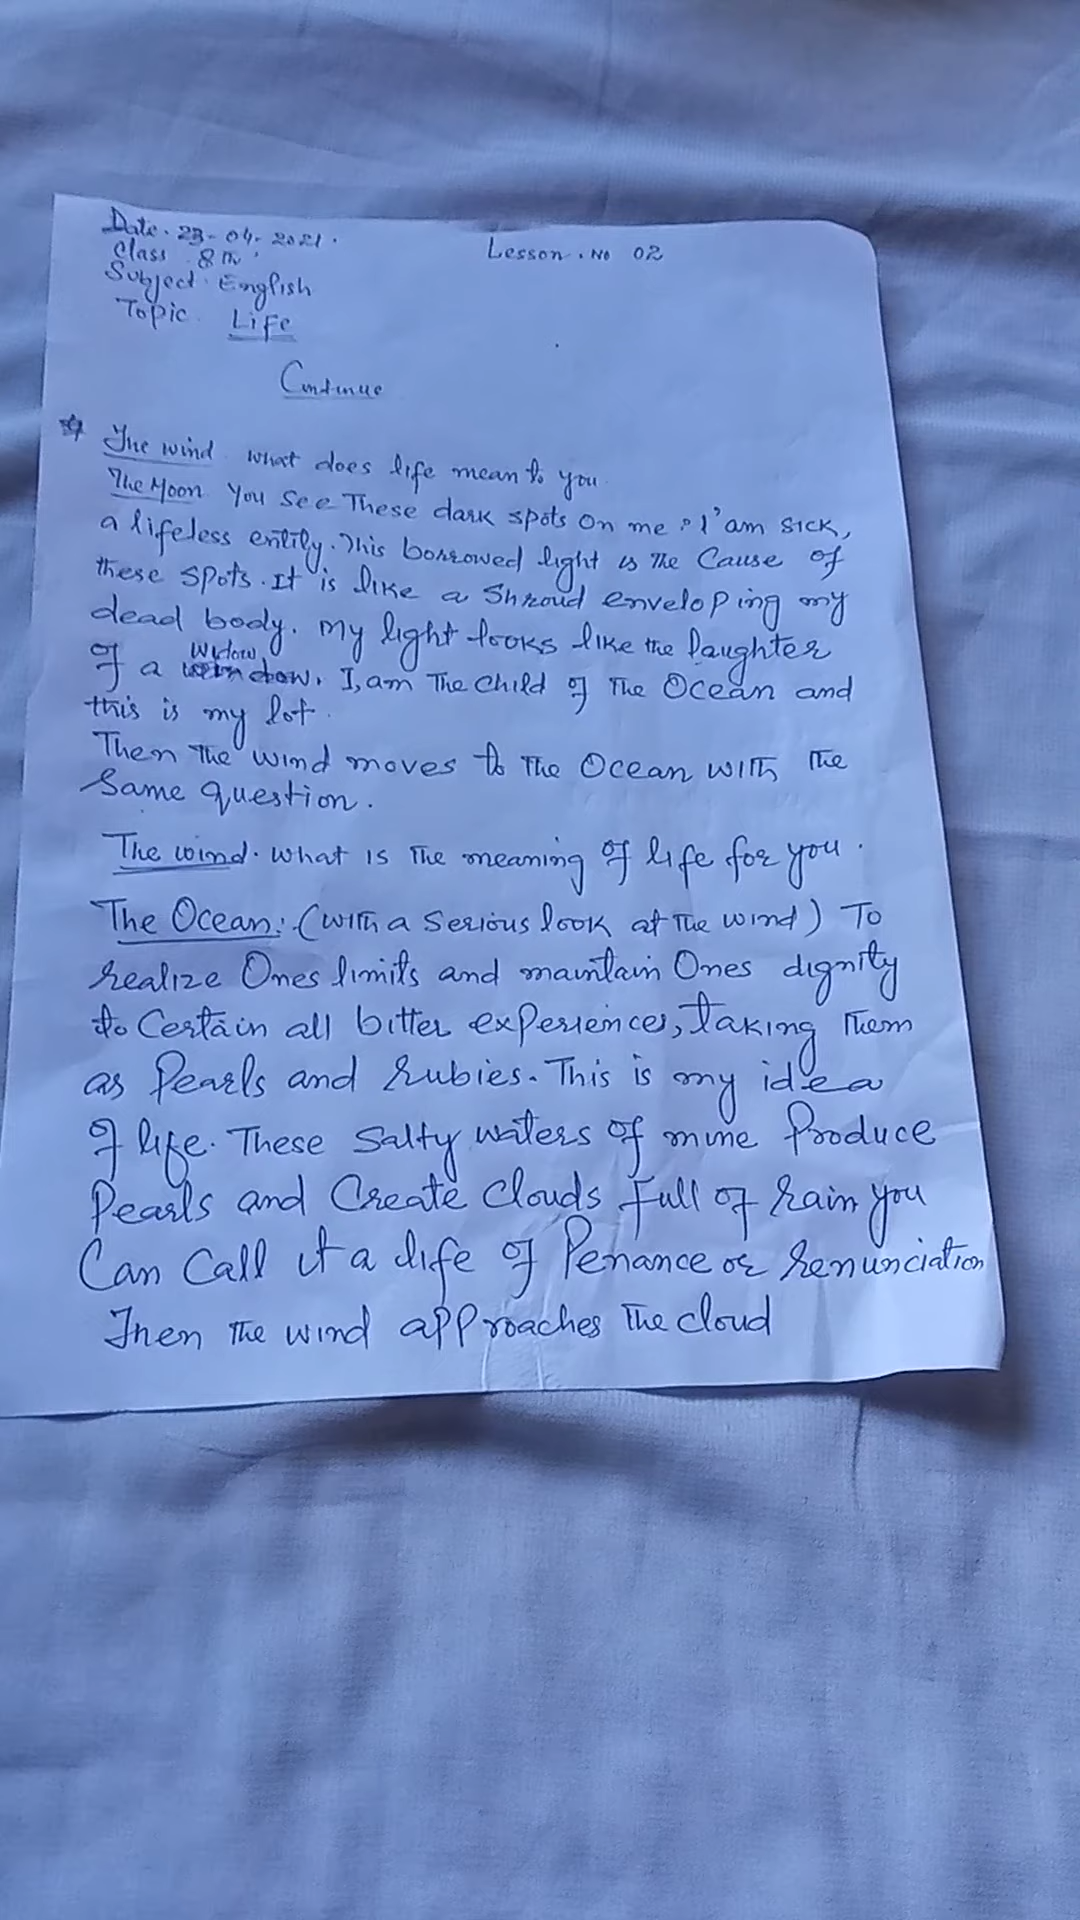 Date. 23-04-2021.
Lesson. No 02
Class 8th
Subject. English
Topic. Life
Continue
The wind. what does life mean to you.
The Moon You see These dark spots on me. I'am sick,
a lifeless entity. This borrowed light is The Cause of
these spots. It is like a Shroud enveloping my
dead body. My light looks like the laughter
of a widow. I, am The child of The Ocean and
this is my lot.
Then The wind moves to The Ocean with The
Same question.
The wind. what is The meaning of life for you.
The Ocean: (with a serious look at The wind) To
realize Ones limits and maintain Ones dignity
to Certain all bitter experiences, taking Them
as Pearls and rubies. This is my idea
of life. These salty waters of mine Produce
Pearls and Create Clouds full of rain you
Can Call it a life of Penance or renunciation
Then The wind approaches The cloud